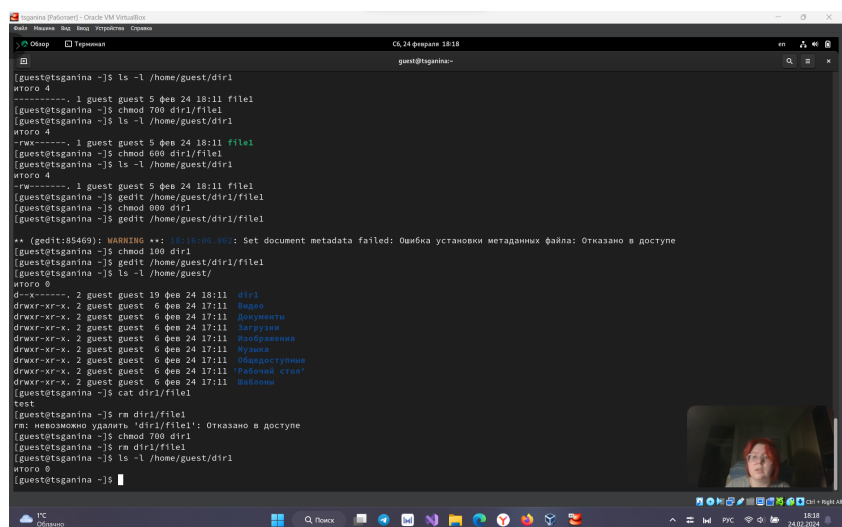 tsganina [Работает] - Oracle VM VirtualBox
Файл Машина Вид Ввод Устройства Справка
Обзор Терминал Сб, 24 февраля 18:18 en
guest@tsganina:~
[guest@tsganina ~]$ ls -l /home/guest/dir1
итого 4
----------. 1 guest guest 5 фев 24 18:11 file1
[guest@tsganina ~]$ chmod 700 dir1/file1
[guest@tsganina ~]$ ls -l /home/guest/dir1
итого 4
-rwx------. 1 guest guest 5 фев 24 18:11 file1
[guest@tsganina ~]$ chmod 600 dir1/file1
[guest@tsganina ~]$ ls -l /home/guest/dir1
итого 4
-rw-------. 1 guest guest 5 фев 24 18:11 file1
[guest@tsganina ~]$ gedit /home/guest/dir1/file1
[guest@tsganina ~]$ chmod 000 dir1
[guest@tsganina ~]$ gedit /home/guest/dir1/file1
** (gedit:85469): WARNING **: : Set document metadata failed: Ошибка установки метаданных файла: Отказано в доступе
[guest@tsganina ~]$ chmod 100 dir1
[guest@tsganina ~]$ gedit /home/guest/dir1/file1
[guest@tsganina ~]$ ls -l /home/guest/
итого 0
d--x------. 2 guest guest 19 фев 24 18:11 dir1
drwxr-xr-x. 2 guest guest 6 фев 24 17:11 Видео
drwxr-xr-x. 2 guest guest 6 фев 24 17:11 Документы
drwxr-xr-x. 2 guest guest 6 фев 24 17:11 Загрузки
drwxr-xr-x. 2 guest guest 6 фев 24 17:11 Изображения
drwxr-xr-x. 2 guest guest 6 фев 24 17:11 Музыка
drwxr-xr-x. 2 guest guest 6 фев 24 17:11 Общедоступные
drwxr-xr-x. 2 guest guest 6 фев 24 17:11 'Рабочий стол'
drwxr-xr-x. 2 guest guest 6 фев 24 17:11 Шаблоны
[guest@tsganina ~]$ cat dir1/file1
test
[guest@tsganina ~]$ rm dir1/file1
rm: невозможно удалить 'dir1/file1': Отказано в доступе
[guest@tsganina ~]$ chmod 700 dir1
[guest@tsganina ~]$ rm dir1/file1
[guest@tsganina ~]$ ls -l /home/guest/dir1
итого 0
[guest@tsganina ~]$
Ctrl + Right Alt
1°C
Облачно
Поиск
РУС
18:18
24.02.2024